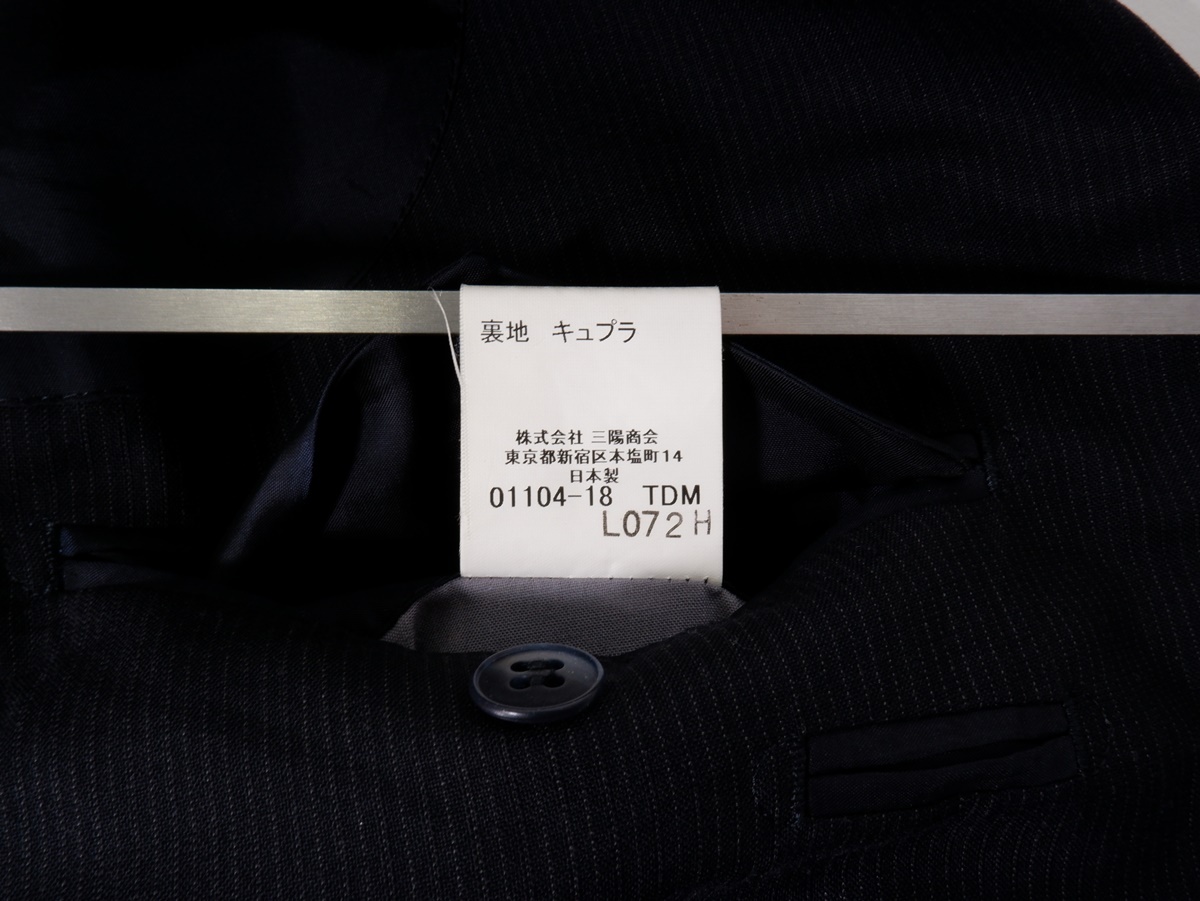 裏地　キュプラ
株式会社 三陽商会
東京都新宿区本塩町14
日本製
01104-18　TDM
L072H